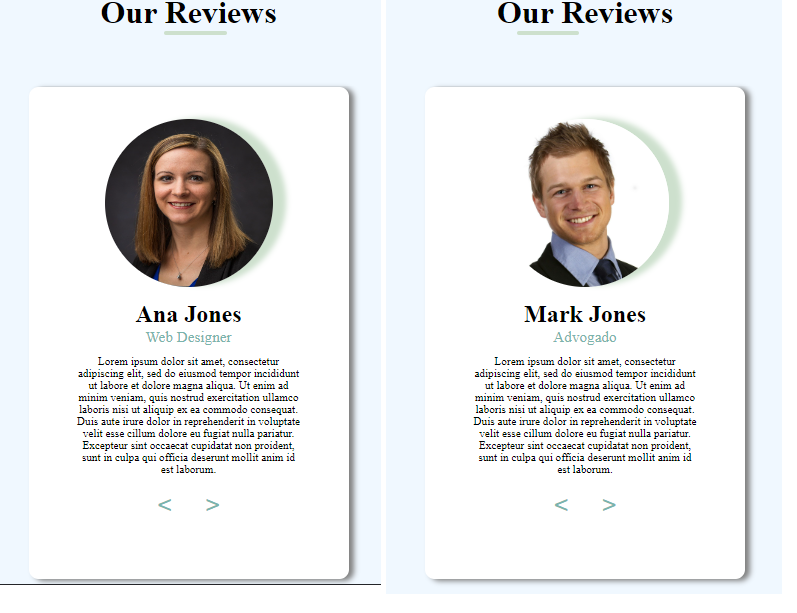 Our Reviews
Ana Jones
Web Designer
Lorem ipsum dolor sit amet, consectetur
adipiscing elit, sed do eiusmod tempor incididunt
ut labore et dolore magna aliqua. Ut enim ad
minim veniam, quis nostrud exercitation ullamco
laboris nisi ut aliquip ex ea commodo consequat.
Duis aute irure dolor in reprehenderit in voluptate
velit esse cillum dolore eu fugiat nulla pariatur.
Excepteur sint occaecat cupidatat non proident,
sunt in culpa qui officia deserunt mollit anim id
est laborum.
< >
Our Reviews
Mark Jones
Advogado
Lorem ipsum dolor sit amet, consectetur
adipiscing elit, sed do eiusmod tempor incididunt
ut labore et dolore magna aliqua. Ut enim ad
minim veniam, quis nostrud exercitation ullamco
laboris nisi ut aliquip ex ea commodo consequat.
Duis aute irure dolor in reprehenderit in voluptate
velit esse cillum dolore eu fugiat nulla pariatur.
Excepteur sint occaecat cupidatat non proident,
sunt in culpa qui officia deserunt mollit anim id
est laborum.
< >